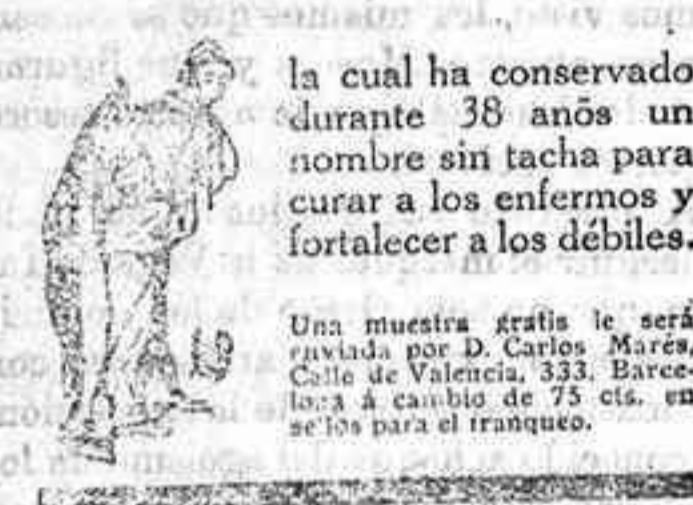 la cual ha conservado
durante 38 anōs un
nombre sin tacha para
curar a los enfermos y
fortalecer a los débiles.
Una muestra gratis le será
enviada por D. Carlos Marés,
Calle de Valencia, 333. Barce-
lona á cambio de 75 cts. en
sellos para el franqueo.